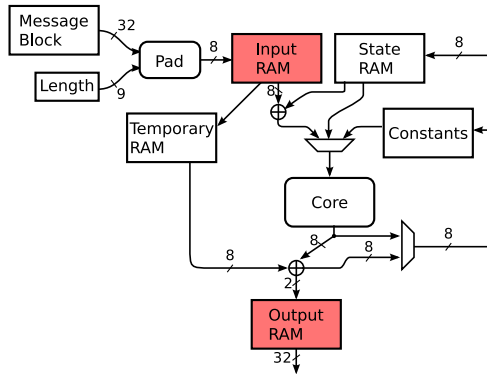 Message
Block
32
Pad
8
Input
RAM
State
RAM
8
Length
9
8
Temporary
RAM
Constants
Core
8
8
8
8
2
Output
RAM
32